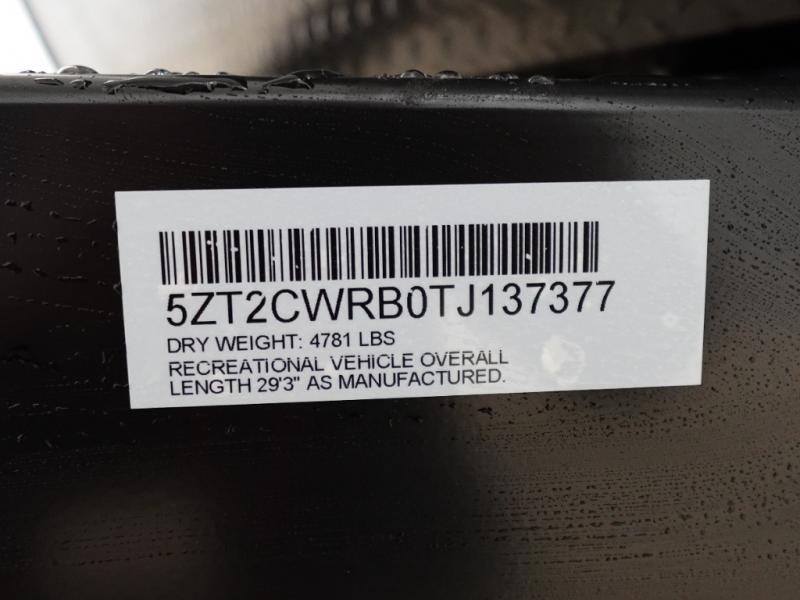 5ZT2CWRB0TJ137377
DRY WEIGHT: 4781 LBS
RECREATIONAL VEHICLE OVERALL
LENGTH 29'3" AS MANUFACTURED.